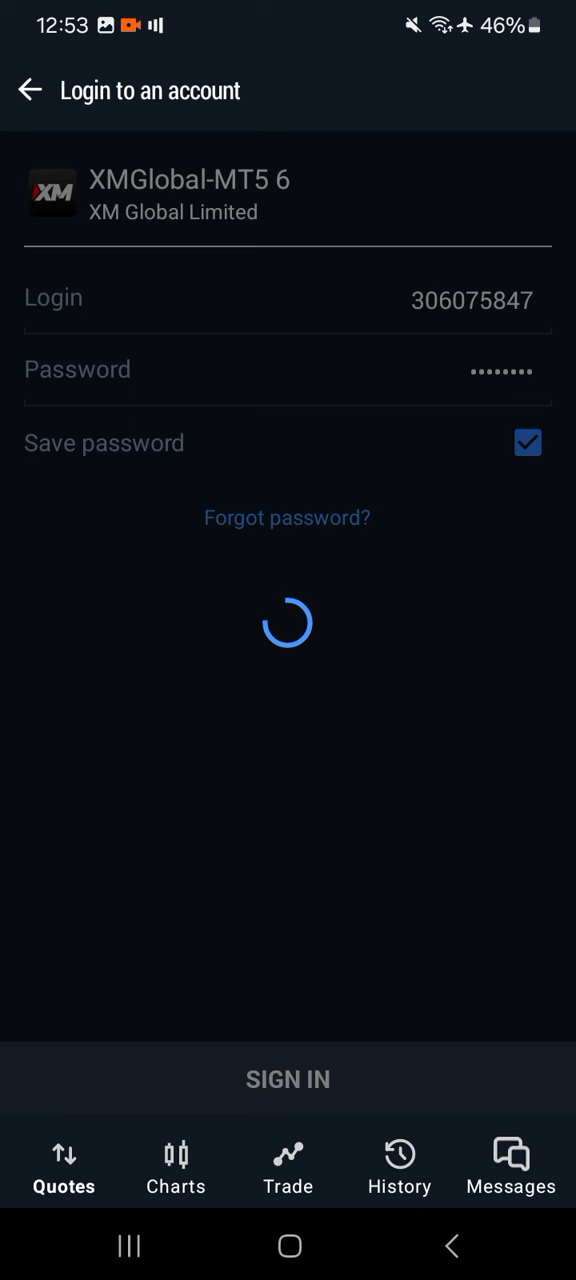 12:53
46%
Login to an account
XM
XMGlobal-MT5 6
XM Global Limited
Login
306075847
Password
••••••••
Save password
Forgot password?
SIGN IN
Quotes
Charts
Trade
History
Messages